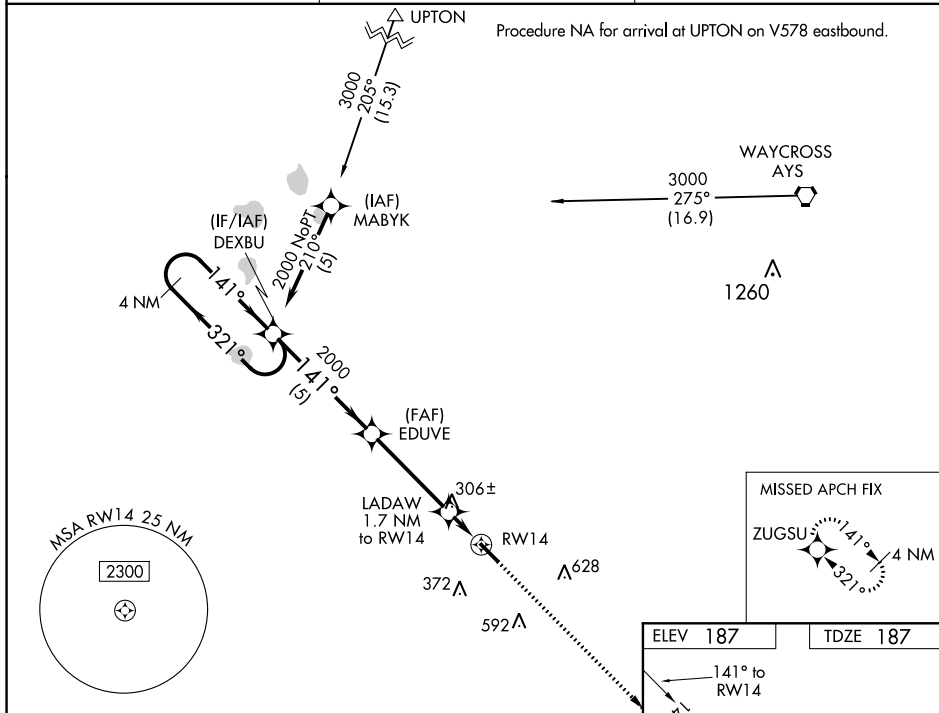 UPTON
Procedure NA for arrival at UPTON on V578 eastbound.
3000
205°
(15.3)
WAYCROSS
AYS
3000
275°
(16.9)
(IAF)
MABYK
(IF/IAF)
DEXBU
2000 NoPT
210°
(5)
1260
4 NM
141°
321°
2000
141°
(5)
(FAF)
EDUVE
LADAW
1.7 NM
to RW14
306±
RW14
628
372
592
MSA RW14 25 NM
2300
MISSED APCH FIX
ZUGSU
141°
4 NM
321°
ELEV 187
TDZE 187
141° to
RW14